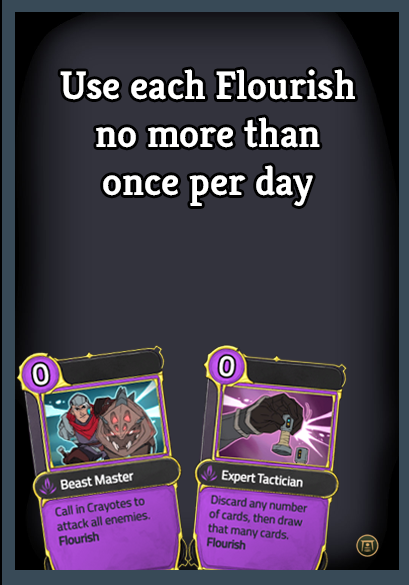 Use each Flourish
no more than
once per day
0
Beast Master
Call in Crayotes to
attack all enemies.
Flourish
0
Expert Tactician
Discard any number
of cards, then draw
that many cards.
Flourish